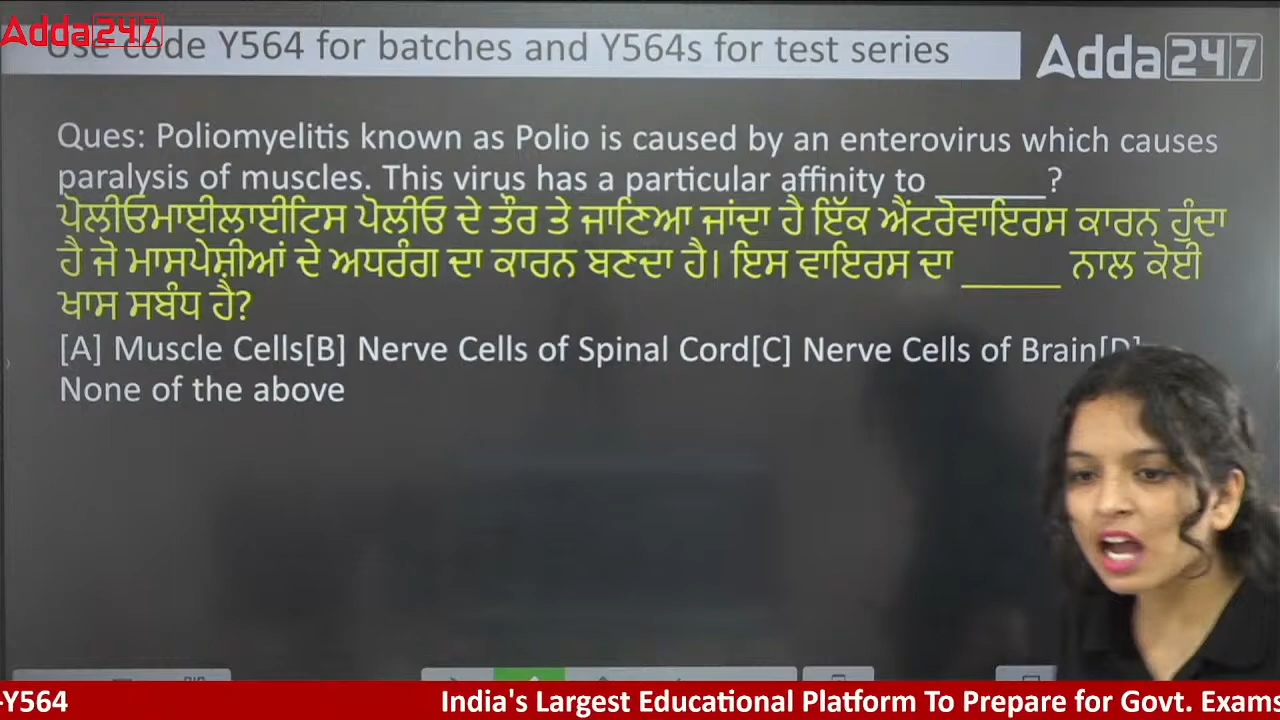 Adda247
Use code Y564 for batches and Y564s for test series
Adda247
Ques: Poliomyelitis known as Polio is caused by an enterovirus which causes
paralysis of muscles. This virus has a particular affinity to ______?
ਪੋਲੀਓਮਾਈਲਾਈਟਿਸ ਪੋਲੀਓ ਦੇ ਤੌਰ ਤੇ ਜਾਣਿਆ ਜਾਂਦਾ ਹੈ ਇੱਕ ਐਂਟਰੋਵਾਇਰਸ ਕਾਰਨ ਹੁੰਦਾ
ਹੈ ਜੋ ਮਾਸਪੇਸ਼ੀਆਂ ਦੇ ਅਧਰੰਗ ਦਾ ਕਾਰਨ ਬਣਦਾ ਹੈ। ਇਸ ਵਾਇਰਸ ਦਾ ______ ਨਾਲ ਕੋਈ
ਖਾਸ ਸਬੰਧ ਹੈ?
[A] Muscle Cells[B] Nerve Cells of Spinal Cord[C] Nerve Cells of Brain[D]
None of the above
-Y564 India's Largest Educational Platform To Prepare for Govt. Exams